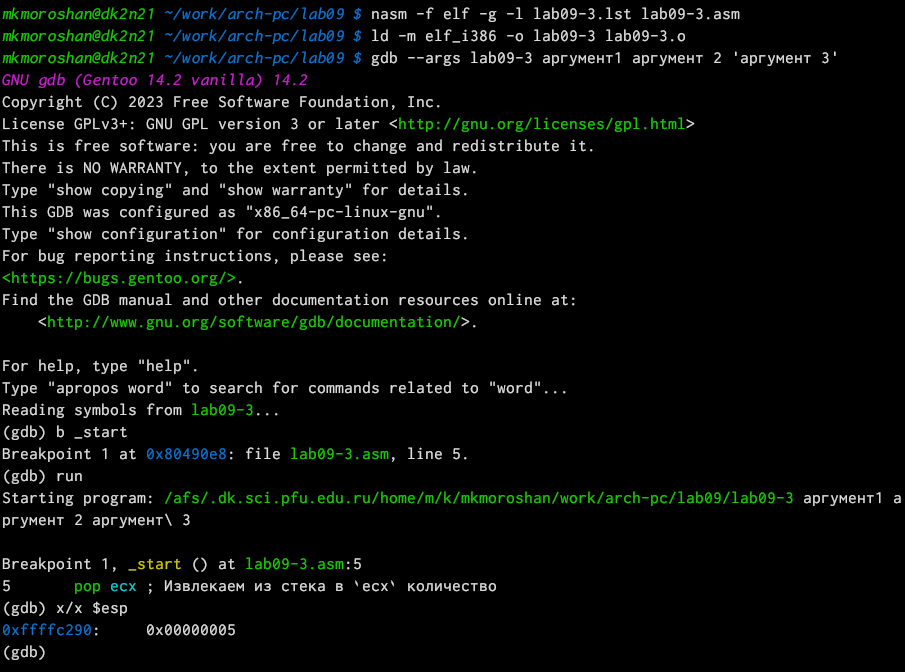 mkmoroshan@dk2n21 ~/work/arch-pc/lab09 $ nasm -f elf -g -l lab09-3.lst lab09-3.asm
mkmoroshan@dk2n21 ~/work/arch-pc/lab09 $ ld -m elf_i386 -o lab09-3 lab09-3.o
mkmoroshan@dk2n21 ~/work/arch-pc/lab09 $ gdb --args lab09-3 аргумент1 аргумент 2 'аргумент 3'
GNU gdb (Gentoo 14.2 vanilla) 14.2
Copyright (C) 2023 Free Software Foundation, Inc.
License GPLv3+: GNU GPL version 3 or later <http://gnu.org/licenses/gpl.html>
This is free software: you are free to change and redistribute it.
There is NO WARRANTY, to the extent permitted by law.
Type "show copying" and "show warranty" for details.
This GDB was configured as "x86_64-pc-linux-gnu".
Type "show configuration" for configuration details.
For bug reporting instructions, please see:
<https://bugs.gentoo.org/>.
Find the GDB manual and other documentation resources online at:
    <http://www.gnu.org/software/gdb/documentation/>.

For help, type "help".
Type "apropos word" to search for commands related to "word"...
Reading symbols from lab09-3...
(gdb) b _start
Breakpoint 1 at 0x80490e8: file lab09-3.asm, line 5.
(gdb) run
Starting program: /afs/.dk.sci.pfu.edu.ru/home/m/k/mkmoroshan/work/arch-pc/lab09/lab09-3 аргумент1 а
ргумент 2 аргумент\ 3

Breakpoint 1, _start () at lab09-3.asm:5
5       pop ecx ; Извлекаем из стека в `ecx` количество
(gdb) x/x $esp
0xffffc290:     0x00000005
(gdb)